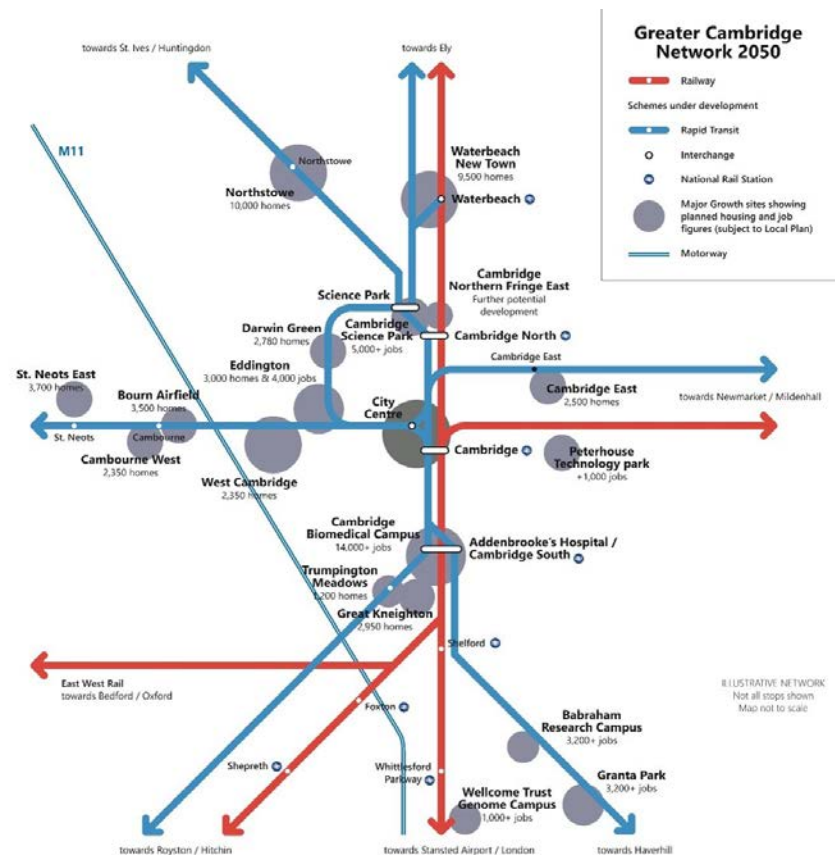 Greater Cambridge
Network 2050
Railway
Schemes under development
Rapid Transit
Interchange
National Rail Station
Major Growth sites showing
planned housing and job
figures (subject to Local Plan)
Motorway
towards St. Ives / Huntingdon
towards Ely
M11
Northstowe
Northstowe
10,000 homes
Waterbeach
New Town
9,500 homes
Waterbeach
Science Park
Cambridge
Northern Fringe East
Further potential
development
Darwin Green
2,780 homes
Cambridge
Science Park
5,000+ jobs
Cambridge North
Eddington
3,000 homes & 4,000 jobs
Cambridge East
Cambridge East
2,500 homes
towards Newmarket / Mildenhall
St. Neots East
3,700 homes
Bourn Airfield
3,500 homes
City
Centre
St. Neots
Cambourne
Cambourne West
2,350 homes
West Cambridge
2,350 homes
Cambridge
Peterhouse
Technology park
+1,000 jobs
Cambridge
Biomedical Campus
14,000+ jobs
Addenbrooke's Hospital /
Cambridge South
Trumpington
Meadows
1,200 homes
Great Kneighton
2,950 homes
Shelford
East West Rail
towards Bedford / Oxford
Foxton
ILLUSTRATIVE NETWORK
Not all stops shown
Map not to scale
Babraham
Research Campus
3,200+ jobs
Shepreth
Whittlesford
Parkway
Granta Park
3,200+ jobs
Wellcome Trust
Genome Campus
1,000+ jobs
towards Royston / Hitchin
towards Stansted Airport / London
towards Haverhill